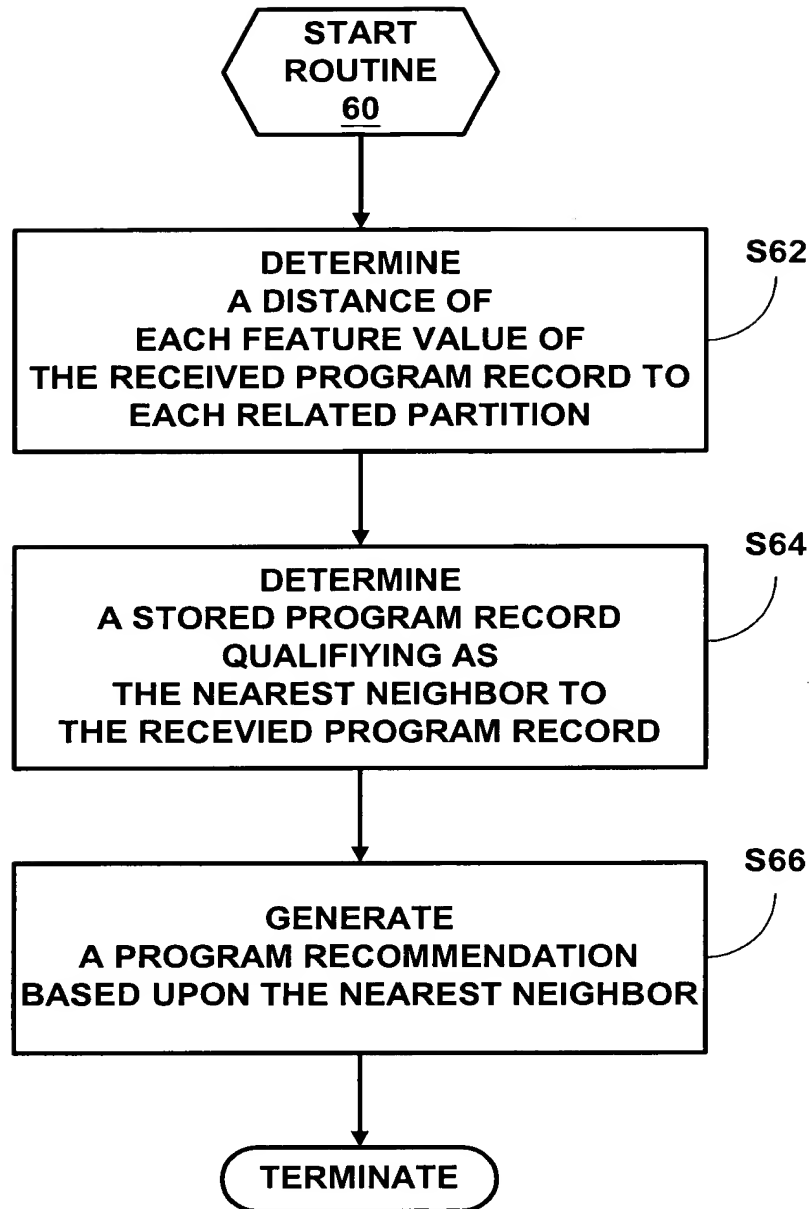 START
ROUTINE
60
DETERMINE
A DISTANCE OF
EACH FEATURE VALUE OF
THE RECEIVED PROGRAM RECORD TO
EACH RELATED PARTITION
S62
DETERMINE
A STORED PROGRAM RECORD
QUALIFIYING AS
THE NEAREST NEIGHBOR TO
THE RECEVIED PROGRAM RECORD
S64
GENERATE
A PROGRAM RECOMMENDATION
BASED UPON THE NEAREST NEIGHBOR
S66
TERMINATE